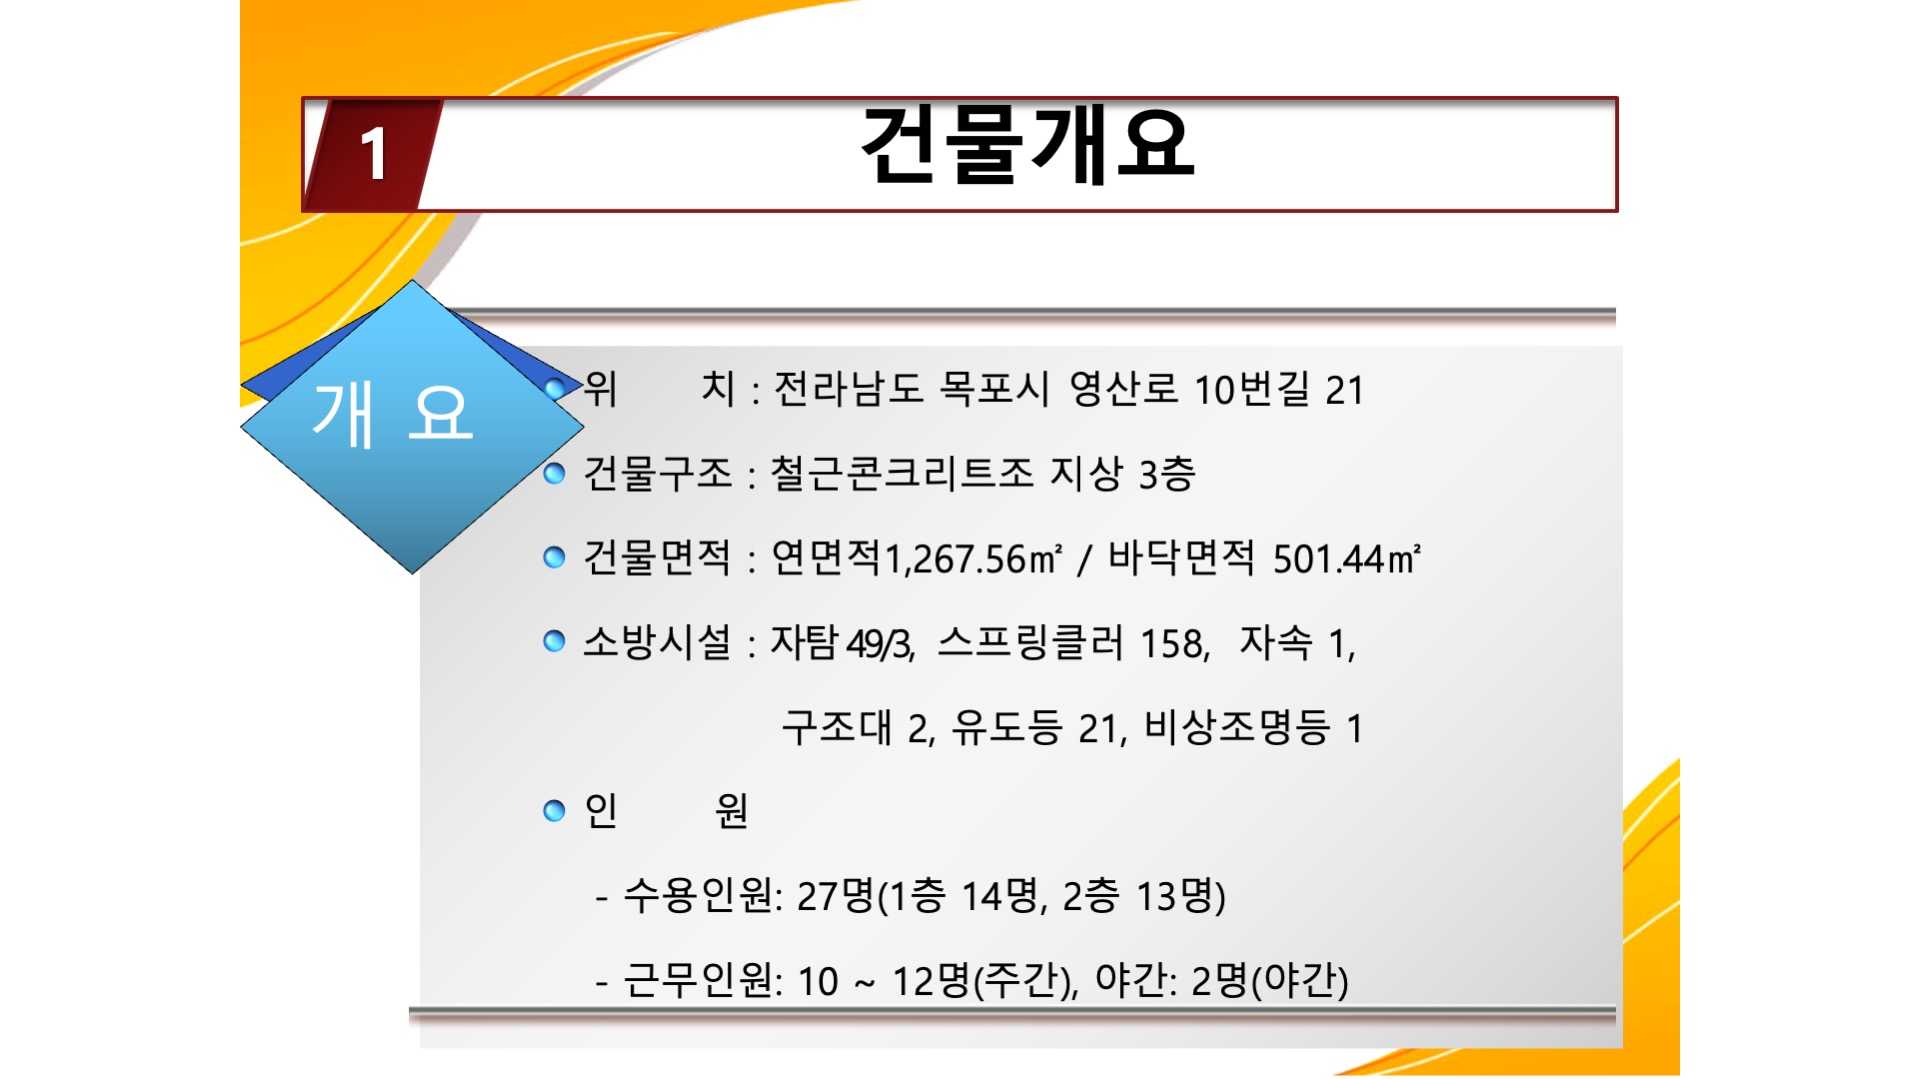 1
건물개요
개 요
위 치 : 전라남도 목포시 영산로 10번길 21
건물구조 : 철근콘크리트조 지상 3층
건물면적 : 연면적1,267.56㎡ / 바닥면적 501.44㎡
소방시설 : 자탐 49/3, 스프링클러 158, 자속 1,
구조대 2, 유도등 21, 비상조명등 1
인 원
- 수용인원: 27명(1층 14명, 2층 13명)
- 근무인원: 10 ~ 12명(주간), 야간: 2명(야간)